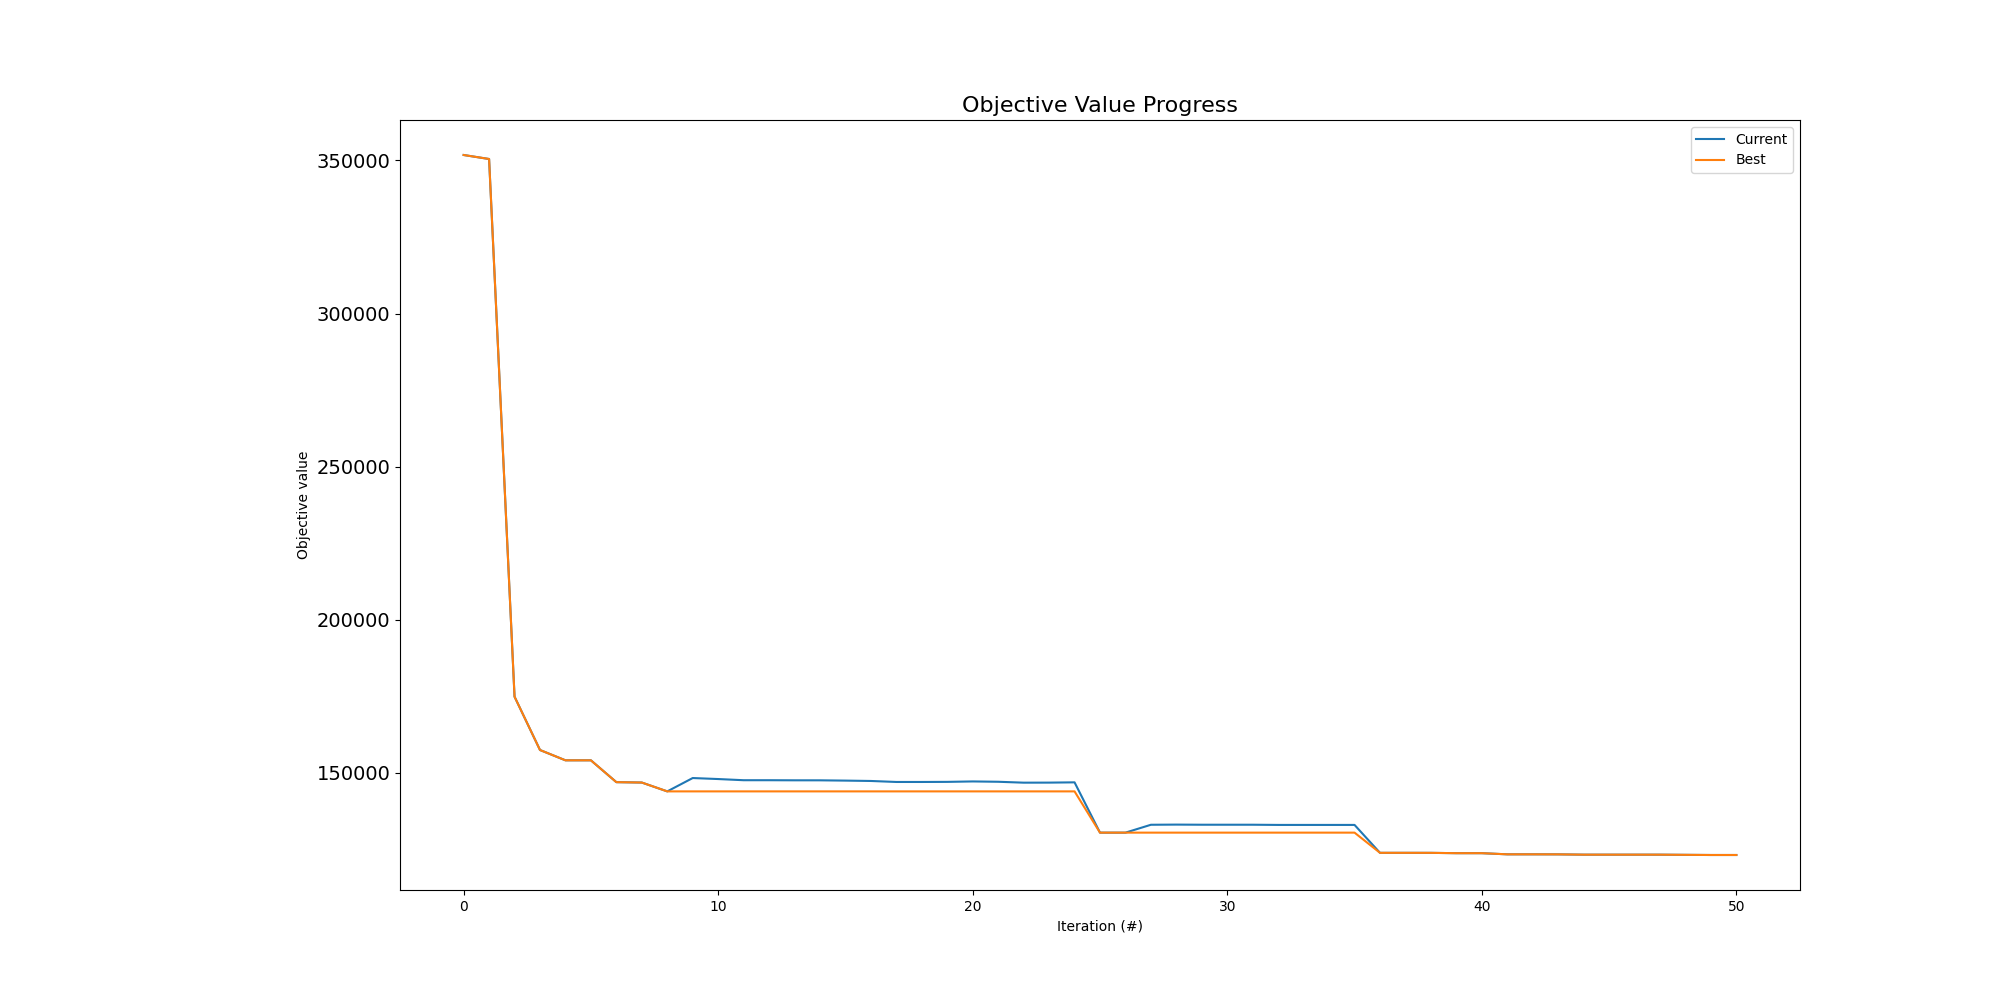 Objective Value Progress
Current
Best
350000
300000
250000
200000
150000
Objective value
0 10 20 30 40 50
Iteration (#)